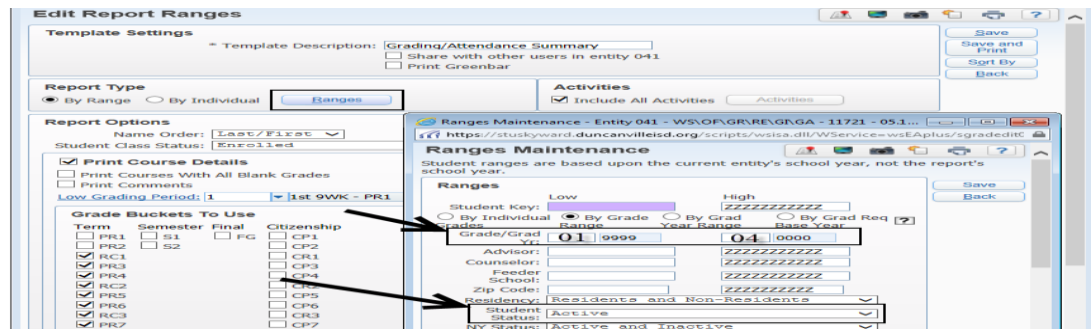 Edit Report Ranges
Template Settings
* Template Description: Grading/Attendance Summary
Share with other users in entity 041
Print Greenbar
Save
Save and Print
Sort By
Back
Report Type
By Range By Individual Ranges
Activities
Include All Activities Activities
Report Options
Name Order: Last/First
Student Class Status: Enrolled
Print Course Details
Print Courses With All Blank Grades
Print Comments
Low Grading Period: 1 1st 9WK - PR1
Grade Buckets To Use
Term Semester Final Citizenship
PR1 S1 FG CP1
PR2 S2 CP2
RC1 CR1
PR3 CP3
PR4 CP4
RC2 CR2
PR5 CP5
PR6 CP6
RC3 CR3
PR7 CP7
Ranges Maintenance - Entity 041 - WS\OF\GR\RE\GI\GA - 11721 - 05.1...
https://stuskyward.duncanvilleisd.org/scripts/wsisa.dll/WService=wsEAplus/sgradeditC
Ranges Maintenance
Student ranges are based upon the current entity's school year, not the report's school year.
Ranges
Save
Back
Low High
Student Key: ZZZZZZZZZZZ
By Individual By Grade By Grad By Grad Req ?
Grades Range Year Range Base Year
Grade/Grad Yr: 01 9999 04 0000
Advisor: ZZZZZZZZZZZ
Counselor: ZZZZZZZZZZZ
Feeder School: ZZZZZZZZZZZ
Zip Code: ZZZZZZZZZZZ
Residency: Residents and Non-Residents
Student Status: Active
NY Status: Active and Inactive